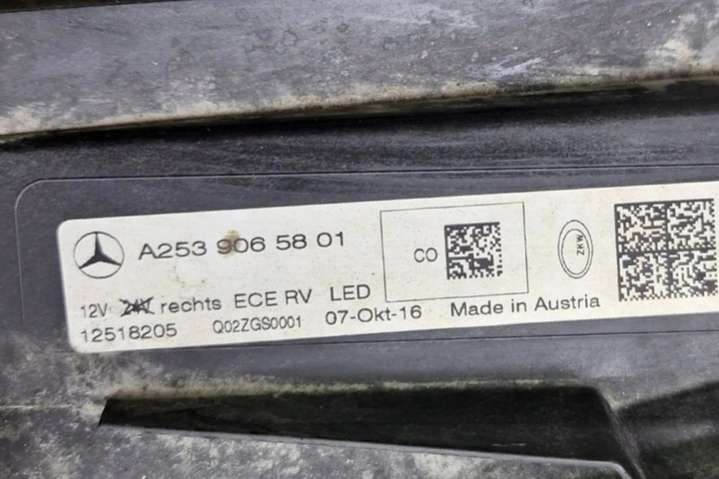 A253 906 58 01
CO
ZKW
12V 24V rechts ECE RV LED
12518205 Q02ZGS0001 07-Okt-16 Made in Austria